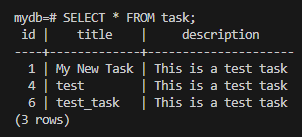 mydb=# SELECT * FROM task;
 id |    title    |     description
----+-------------+---------------------
  1 | My New Task | This is a test task
  4 | test        | This is a test task
  6 | test_task   | This is a test task
(3 rows)